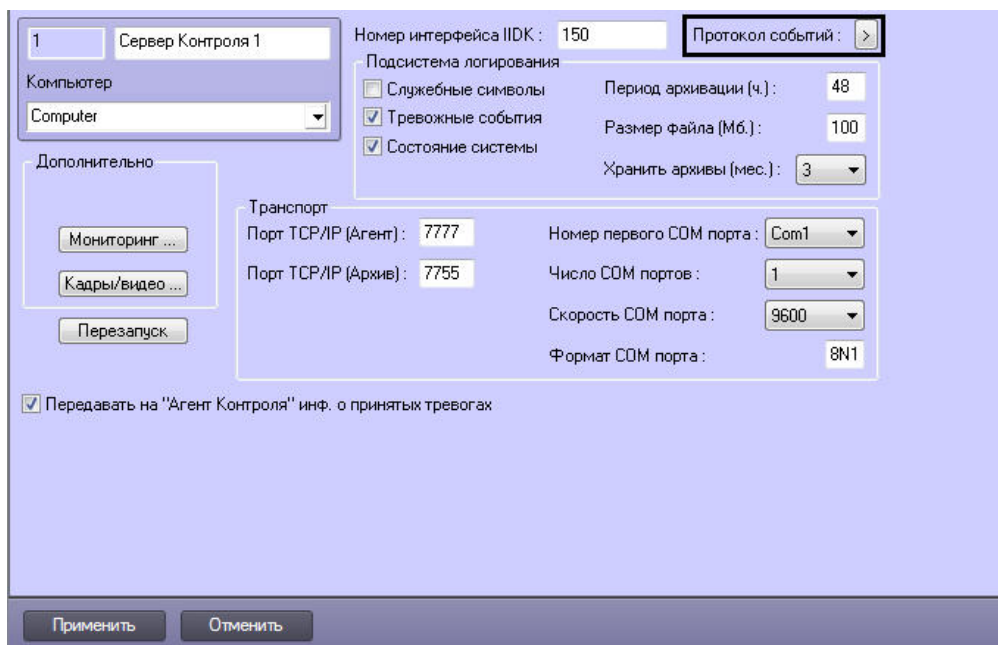 1 Сервер Контроля 1
Компьютер
Computer
Номер интерфейса IIDK : 150
Протокол событий : >
Подсистема логирования
Служебные символы
Тревожные события
Состояние системы
Период архивации (ч.) : 48
Размер файла (Мб.) : 100
Хранить архивы (мес.) : 3
Дополнительно
Мониторинг ...
Кадры/видео ...
Перезапуск
Транспорт
Порт TCP/IP (Агент) : 7777
Порт TCP/IP (Архив) : 7755
Номер первого COM порта : Com1
Число COM портов : 1
Скорость COM порта : 9600
Формат COM порта : 8N1
Передавать на "Агент Контроля" инф. о принятых тревогах
Применить Отменить